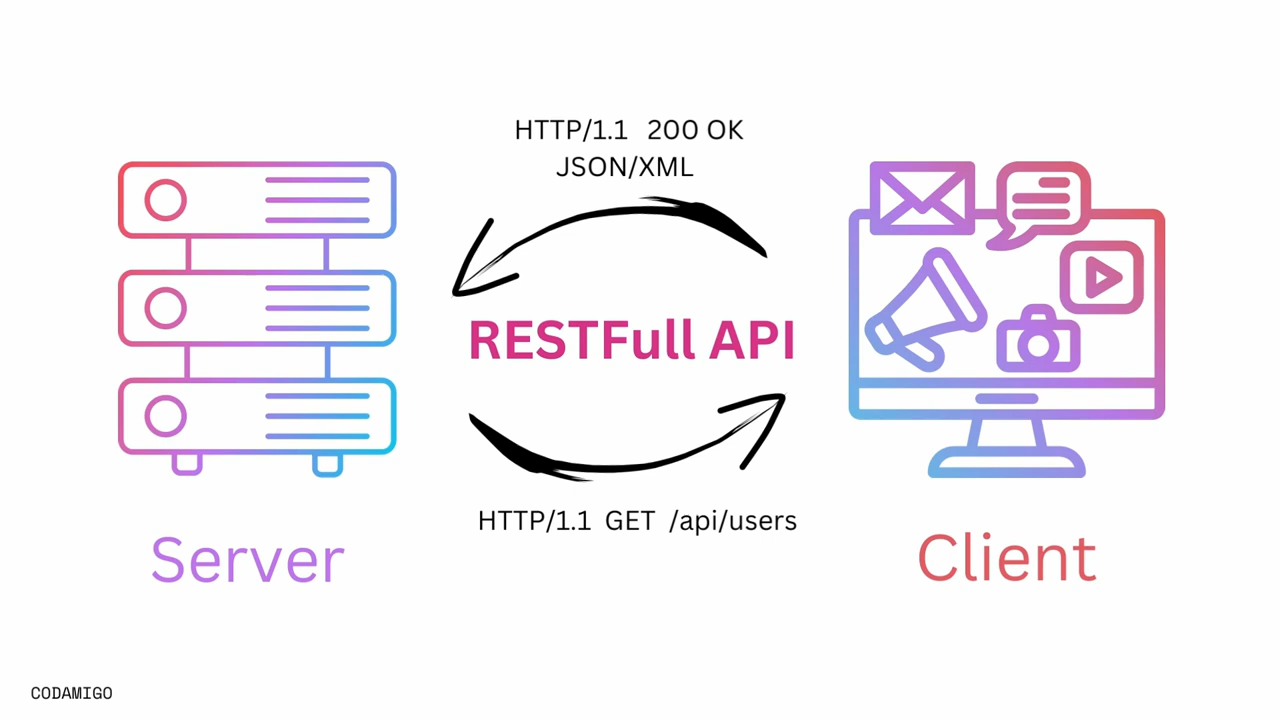 HTTP/1.1 200 OK
JSON/XML
RESTFull API
HTTP/1.1 GET /api/users
Server
Client
CODAMIGO